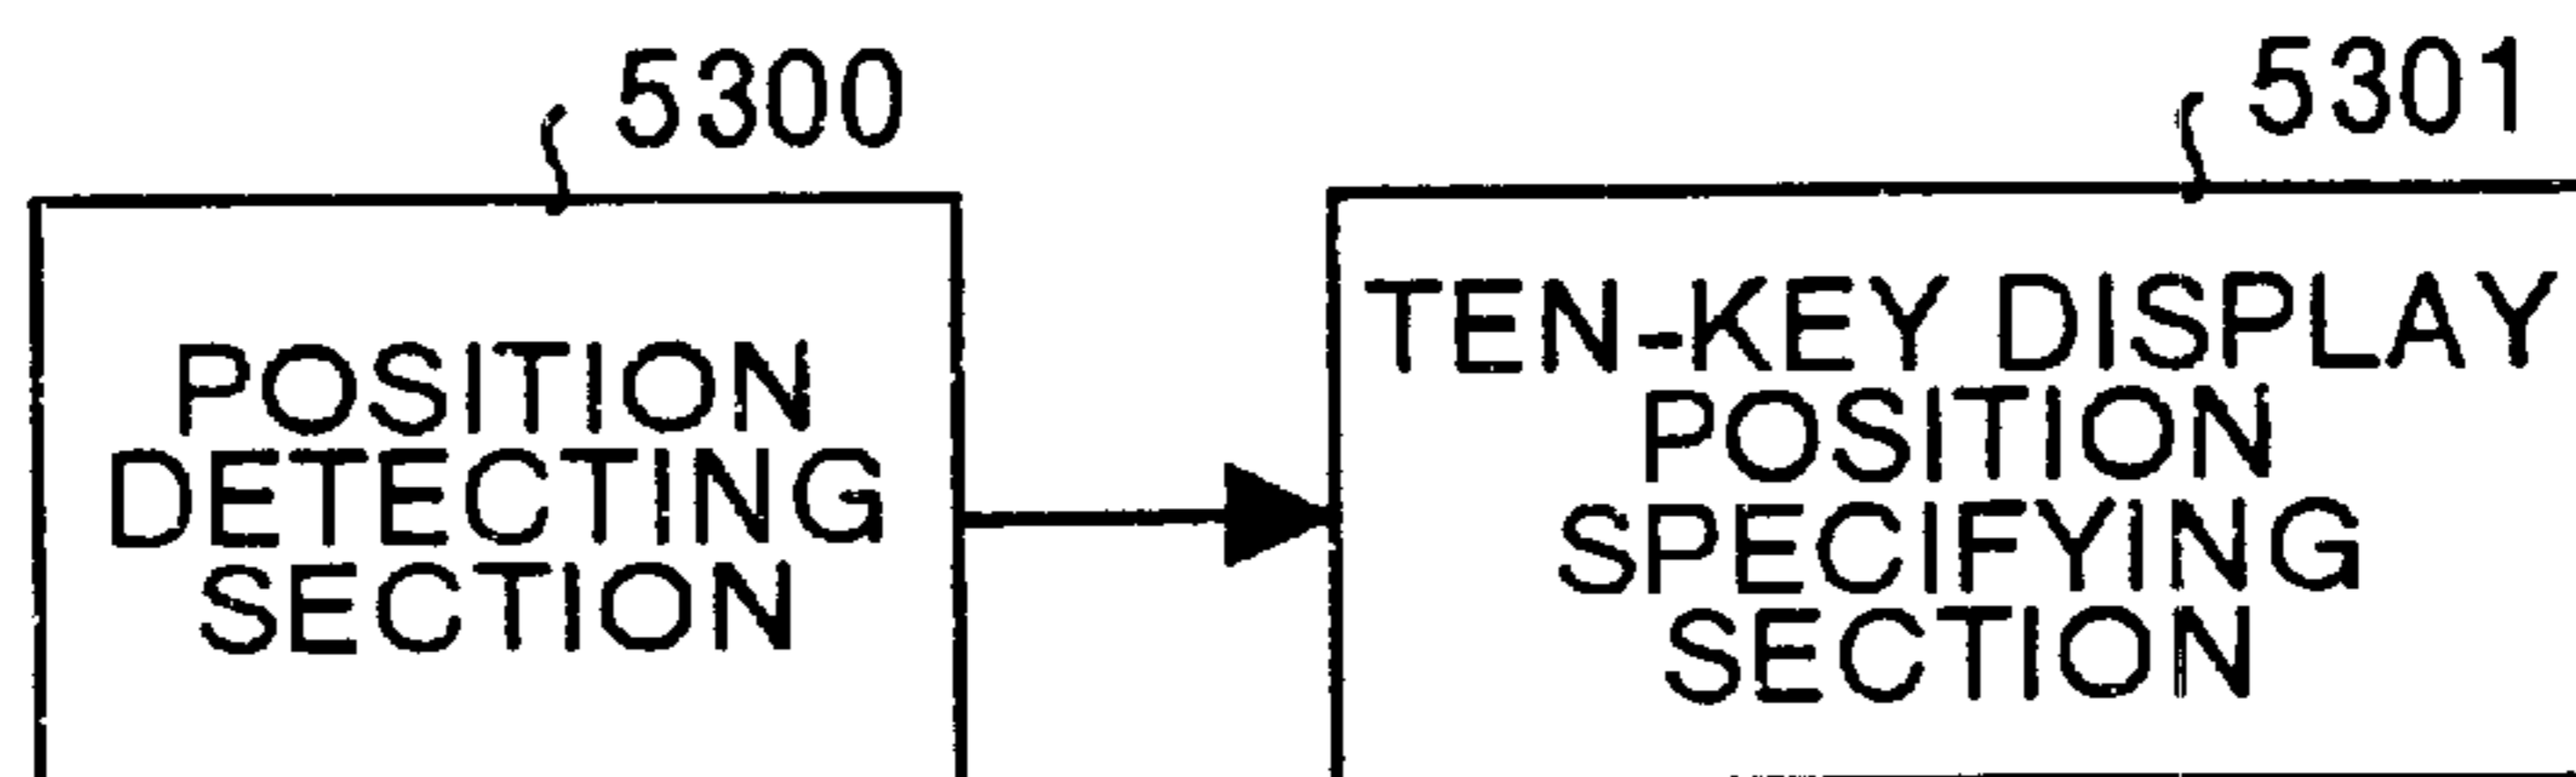 5300
POSITION
DETECTING
SECTION
5301
TEN-KEY DISPLAY
POSITION
SPECIFYING
SECTION